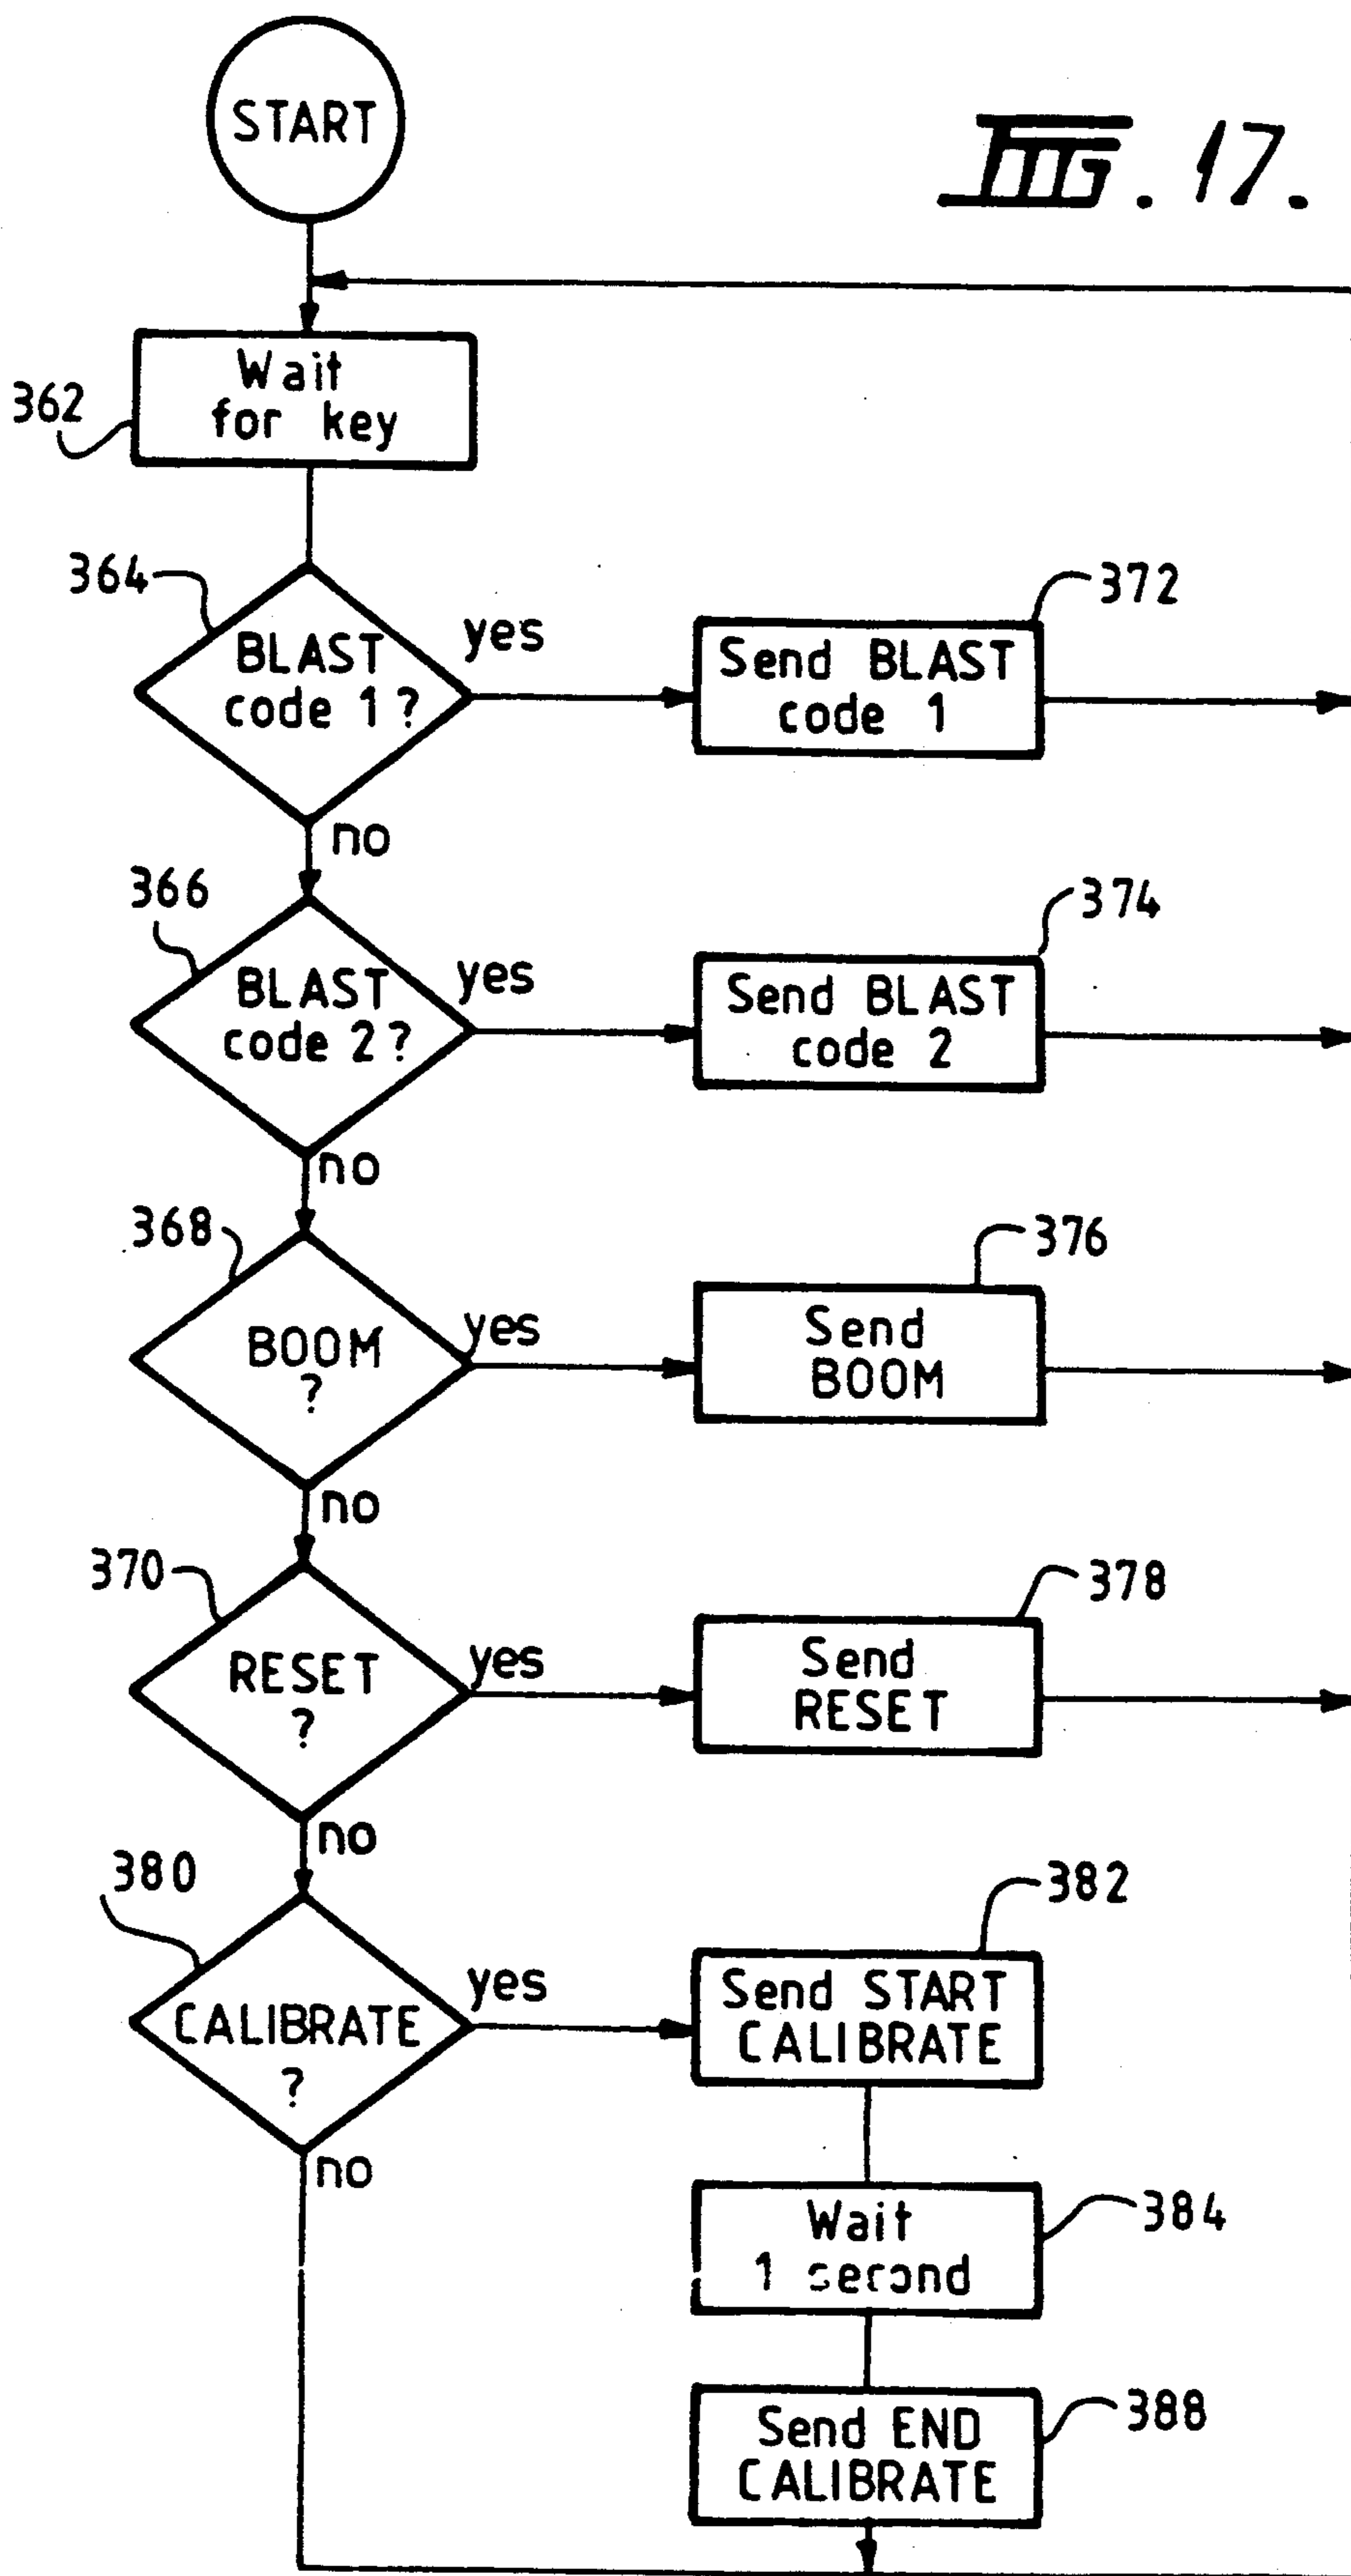 START
FIG. 17.
362
Wait
for key
364
BLAST
code 1?
yes
372
Send BLAST
code 1
no
366
BLAST
code 2?
yes
374
Send BLAST
code 2
no
368
BOOM
?
yes
376
Send
BOOM
no
370
RESET
?
yes
378
Send
RESET
no
380
CALIBRATE
?
yes
382
Send START
CALIBRATE
no
384
Wait
1 second
388
Send END
CALIBRATE